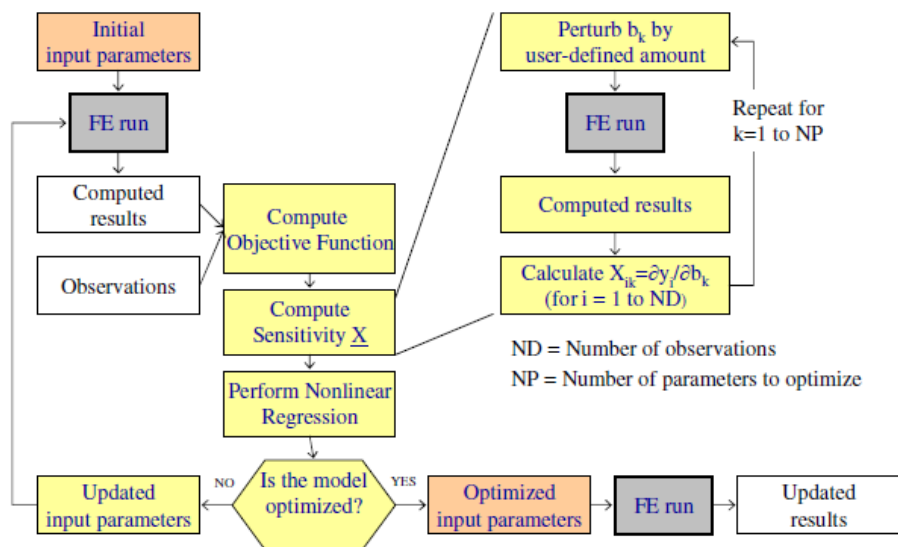 Initial
input parameters
FE run
Computed
results
Observations
Compute
Objective Function
Compute
Sensitivity X
Perform Nonlinear
Regression
Is the model
optimized?
NO
YES
Updated
input parameters
Optimized
input parameters
FE run
Updated
results
Perturb bₖ by
user-defined amount
FE run
Computed results
Calculate Xᵢₖ=∂yᵢ/∂bₖ
(for i = 1 to ND)
Repeat for
k=1 to NP
ND = Number of observations
NP = Number of parameters to optimize